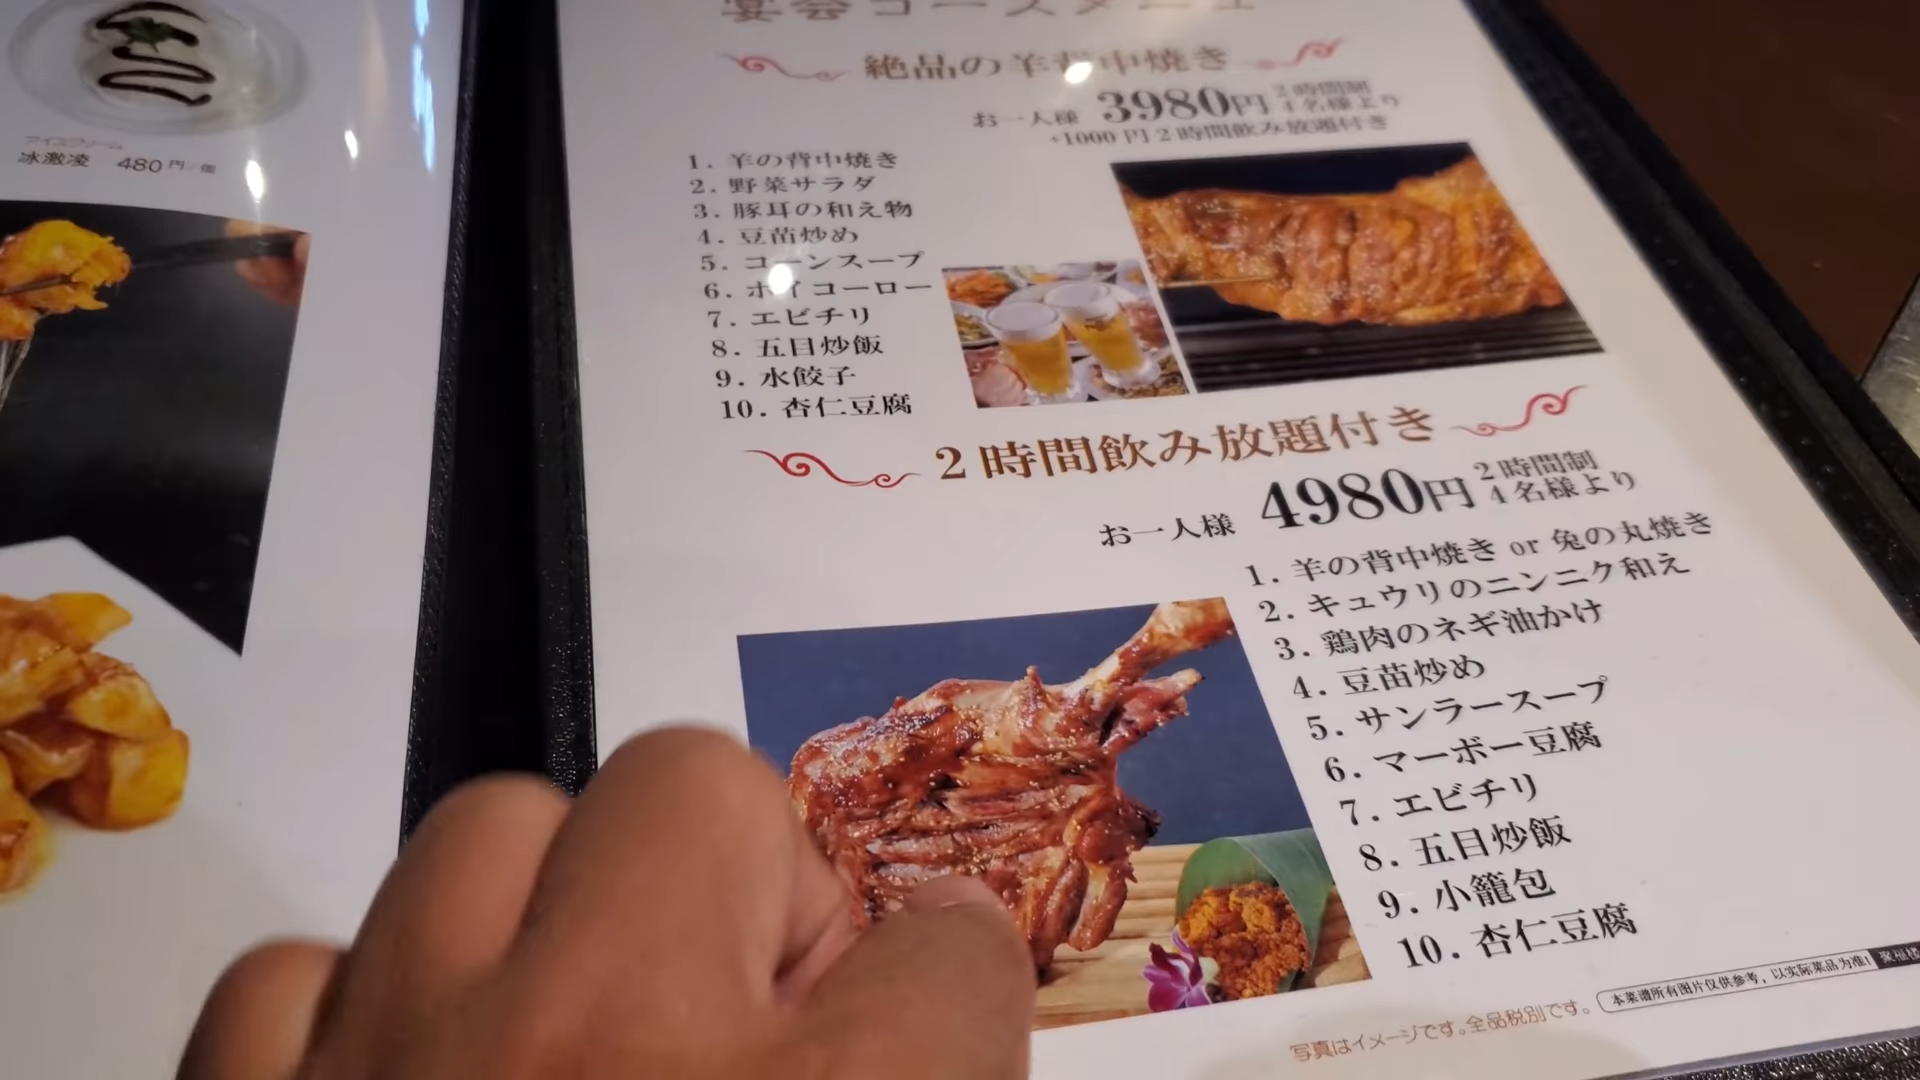 アイスクリーム
冰激凌 480円/個
宴会コースメニュー
絶品の羊背中焼き
お一人様 3980円 2時間制 4名様より
+1000円2時間飲み放題付き
1. 羊の背中焼き
2. 野菜サラダ
3. 豚耳の和え物
4. 豆苗炒め
5. コーンスープ
6. ホイコーロー
7. エビチリ
8. 五目炒飯
9. 水餃子
10. 杏仁豆腐
2時間飲み放題付き
お一人様 4980円 2時間制 4名様より
1. 羊の背中焼き or 兔の丸焼き
2. キュウリのニンニク和え
3. 鶏肉のネギ油かけ
4. 豆苗炒め
5. サンラースープ
6. マーボー豆腐
7. エビチリ
8. 五目炒飯
9. 小籠包
10. 杏仁豆腐
写真はイメージです。全品税別です。
本菜谱所有图片仅供参考，以实际菜品为准!